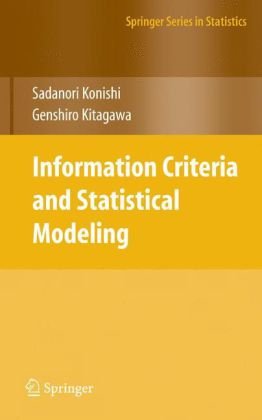 Springer Series in Statistics
Sadanori Konishi
Genshiro Kitagawa
Information Criteria
and Statistical
Modeling
Springer